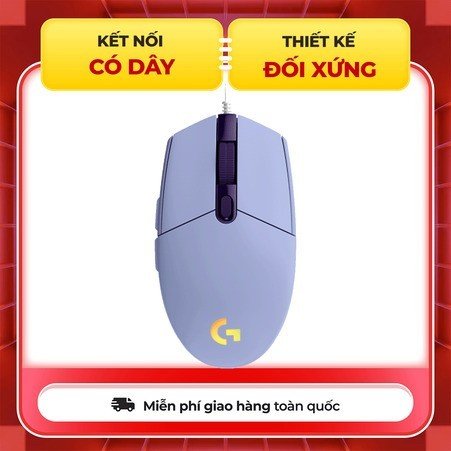 KẾT NỐI
CÓ DÂY
THIẾT KẾ
ĐỐI XỨNG
G
Miễn phí giao hàng toàn quốc